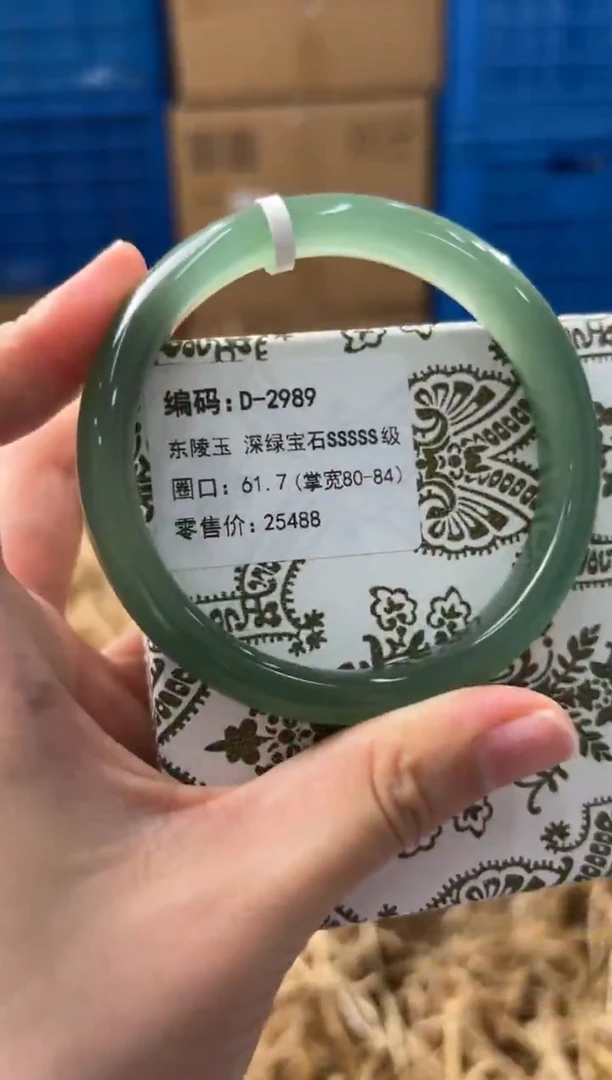 编码:D-2989
东陵玉 深绿宝石SSSSS级
圈口: 61.7(掌宽80-84)
零售价:25488